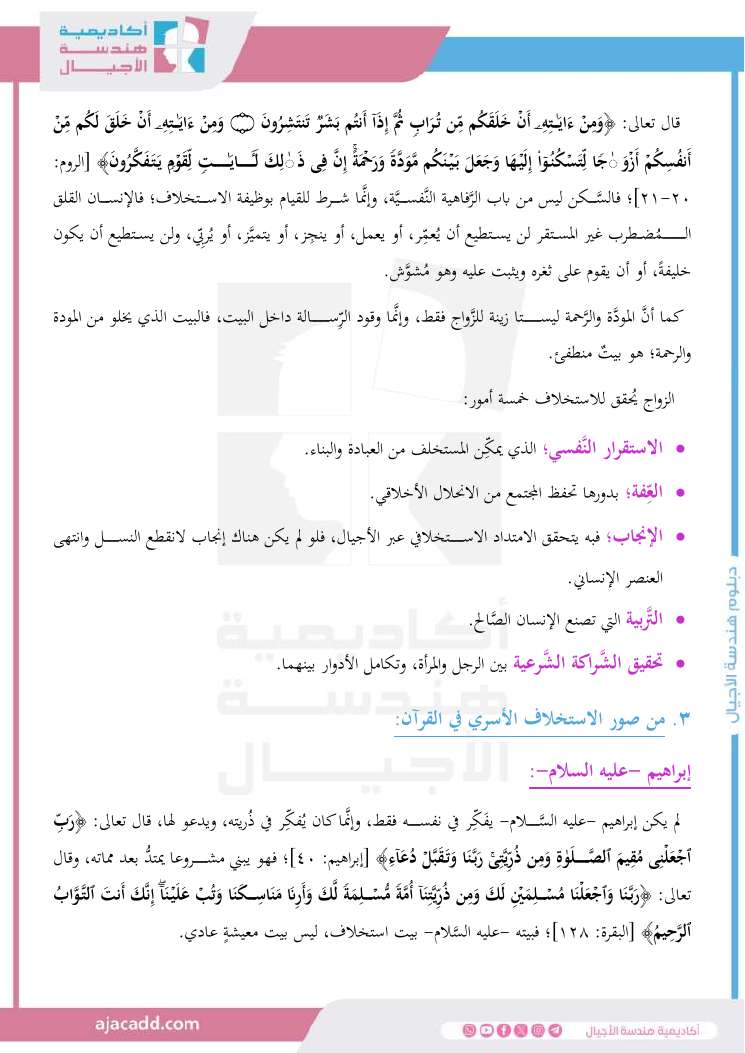 أكاديمية
هندسة
الأجيال
قال تعالى: ﴿وَمِنْ ءَايَٰتِهِۦ أَنْ خَلَقَكُم مِّن تُرَابٖ ثُمَّ إِذَآ أَنتُم بَشَرٞ تَنتَشِرُونَ ۝ وَمِنْ ءَايَٰتِهِۦ أَنْ خَلَقَ لَكُم مِّنْ
أَنفُسِكُمْ أَزْوَٰجٗا لِّتَسْكُنُوٓاْ إِلَيْهَا وَجَعَلَ بَيْنَكُم مَّوَدَّةٗ وَرَحْمَةًۚ إِنَّ فِى ذَٰلِكَ لَأٓيَٰتٖ لِّقَوْمٖ يَتَفَكَّرُونَ﴾ [الروم:
٢٠-٢١]؛ فالسَّكن ليس من باب الرَّفاهية النَّفسيَّة، وإنَّما شرط للقيام بوظيفة الاستخلاف؛ فالإنسان القلق
المُضطرب غير المستقر لن يستطيع أن يُعمِّر، أو يعمل، أو ينجِز، أو يتميَّز، أو يُربِّي، ولن يستطيع أن يكون
خليفةً، أو أن يقوم على ثغره ويثبت عليه وهو مُشوَّش.
كما أنَّ المودَّة والرَّحمة ليستا زينة للزَّواج فقط، وإنَّما وقود الرِّسالة داخل البيت، فالبيت الذي يخلو من المودة
والرحمة؛ هو بيتٌ منطفئ.
الزواج يُحقق للاستخلاف خمسة أمور:
• الاستقرار النَّفسي؛ الذي يمكِّن المستخلف من العبادة والبناء.
• العِّفة؛ بدورها تحفظ المجتمع من الانحلال الأخلاقي.
• الإنجاب؛ فبه يتحقق الامتداد الاستخلافي عبر الأجيال، فلو لم يكن هناك إنجاب لانقطع النسل وانتهى
العنصر الإنساني.
• التَّربية التي تصنع الإنسان الصَّالح.
• تحقيق الشَّراكة الشَّرعية بين الرجل والمرأة، وتكامل الأدوار بينهما.
٣. من صور الاستخلاف الأسري في القرآن:
إبراهيم -عليه السلام-:
لم يكن إبراهيم -عليه السَّلام- يفَكِّر في نفسه فقط، وإنَّما كان يُفكِّر في ذُريته، ويدعو لها، قال تعالى: ﴿رَبِّ
ٱجْعَلْنِى مُقِيمَ ٱلصَّلَوٰةِ وَمِن ذُرِّيَّتِىۚ رَبَّنَا وَتَقَبَّلْ دُعَآءِ﴾ [إبراهيم: ٤٠]؛ فهو يبني مشروعا يمتدُّ بعد مماته، وقال
تعالى: ﴿رَبَّنَا وَٱجْعَلْنَا مُسْلِمَيْنِ لَكَ وَمِن ذُرِّيَّتِنَآ أُمَّةٗ مُّسْلِمَةٗ لَّكَ وَأَرِنَا مَنَاسِكَنَا وَتُبْ عَلَيْنَآۖ إِنَّكَ أَنتَ ٱلتَّوَّابُ
ٱلرَّحِيمُ﴾ [البقرة: ١٢٨]؛ فبيته -عليه السَّلام- بيت استخلاف، ليس بيت معيشةٍ عادي.
أكاديمية
هندسة
الأجيال
دبلوم هندسة الأجيال
ajacadd.com
أكاديمية هندسة الأجيال